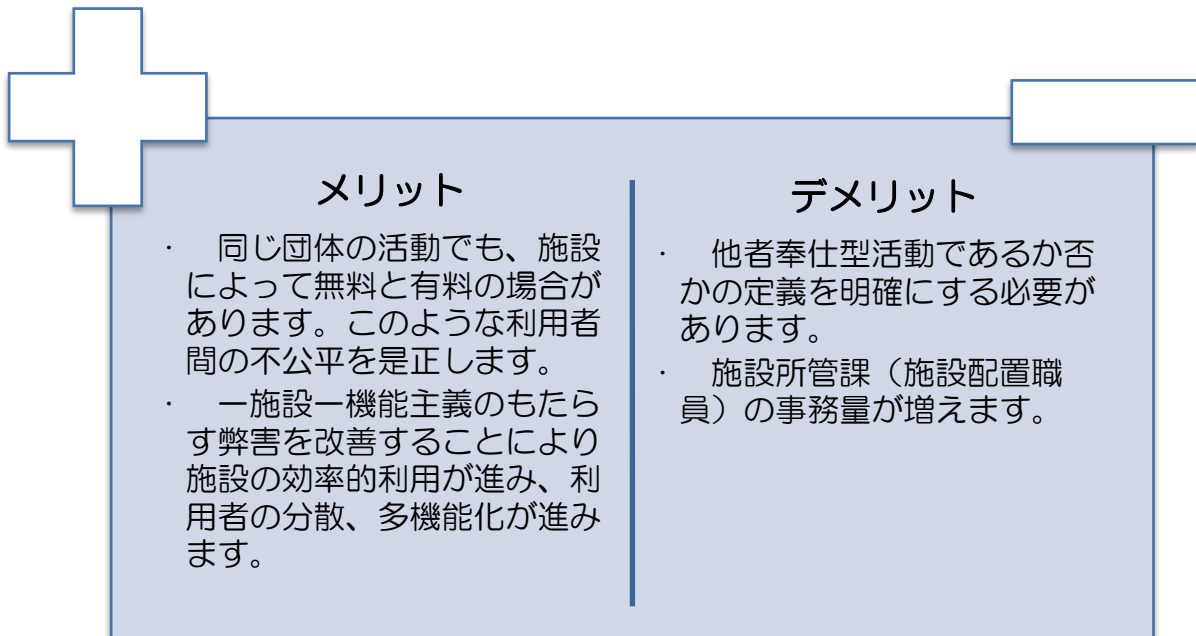 メリット
・　同じ団体の活動でも、施設
によって無料と有料の場合が
あります。このような利用者
間の不公平を是正します。
・　一施設一機能主義のもたら
す弊害を改善することにより
施設の効率的利用が進み、利
用者の分散、多機能化が進み
ます。
デメリット
・　他者奉仕型活動であるか否
かの定義を明確にする必要が
あります。
・　施設所管課（施設配置職
員）の事務量が増えます。